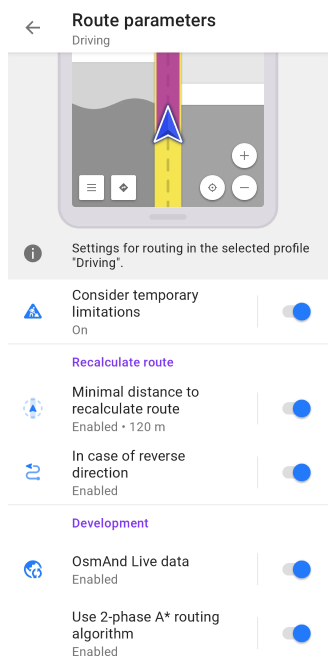 Route parameters
Driving
Settings for routing in the selected profile
"Driving".
Consider temporary
limitations
On
Recalculate route
Minimal distance to
recalculate route
Enabled • 120 m
In case of reverse
direction
Enabled
Development
OsmAnd Live data
Enabled
Use 2-phase A* routing
algorithm
Enabled